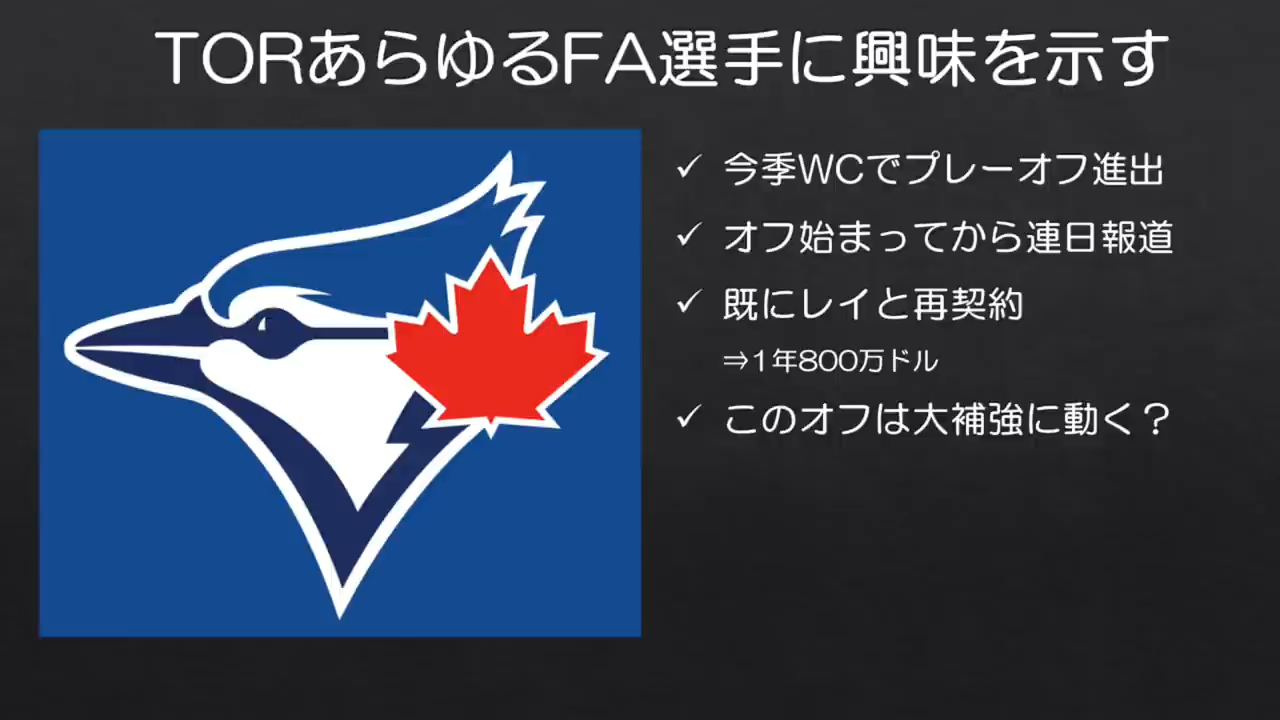 TORあらゆるFA選手に興味を示す
✓ 今季WCでプレーオフ進出
✓ オフ始まってから連日報道
✓ 既にレイと再契約
⇒1年800万ドル
✓ このオフは大補強に動く？